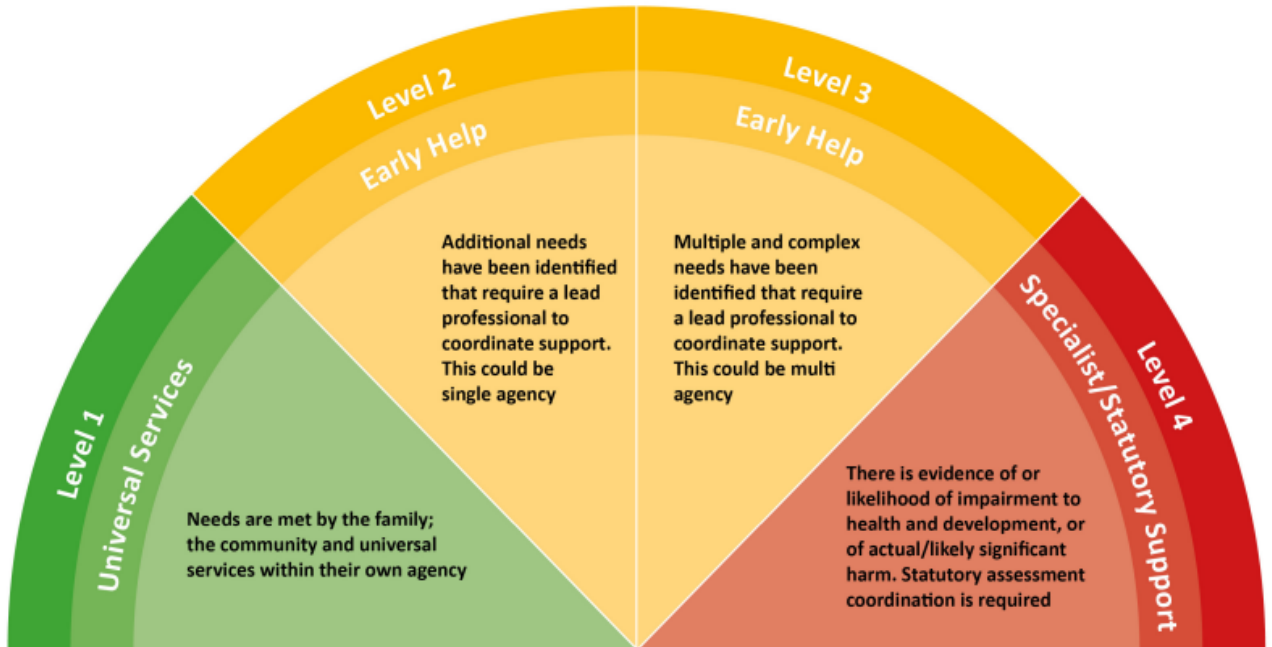 Level 1
Universal Services
Needs are met by the family;
the community and universal
services within their own agency
Level 2
Early Help
Additional needs
have been identified
that require a lead
professional to
coordinate support.
This could be
single agency
Level 3
Early Help
Multiple and complex
needs have been
identified that require
a lead professional to
coordinate support.
This could be multi
agency
Level 4
Specialist/Statutory Support
There is evidence of or
likelihood of impairment to
health and development, or
of actual/likely significant
harm. Statutory assessment
coordination is required